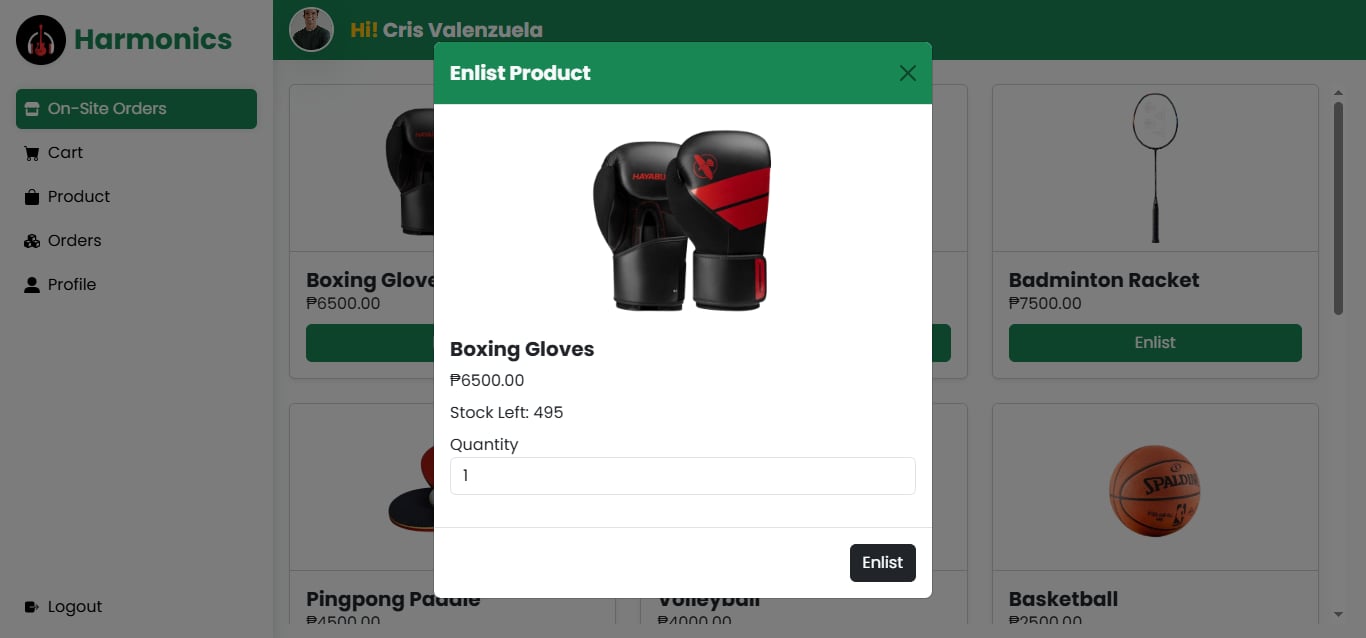 Harmonics
Hi! Cris Valenzuela
On-Site Orders
Cart
Product
Orders
Profile
Logout
Enlist Product
HAYABU
Boxing Gloves
₱6500.00
Stock Left: 495
Quantity
1
Enlist
Boxing Glove
₱6500.00
Badminton Racket
₱7500.00
Enlist
SPALDING
Pingpong Paddle
₱4500.00
Volleyball
₱4000.00
Basketball
₱2500.00